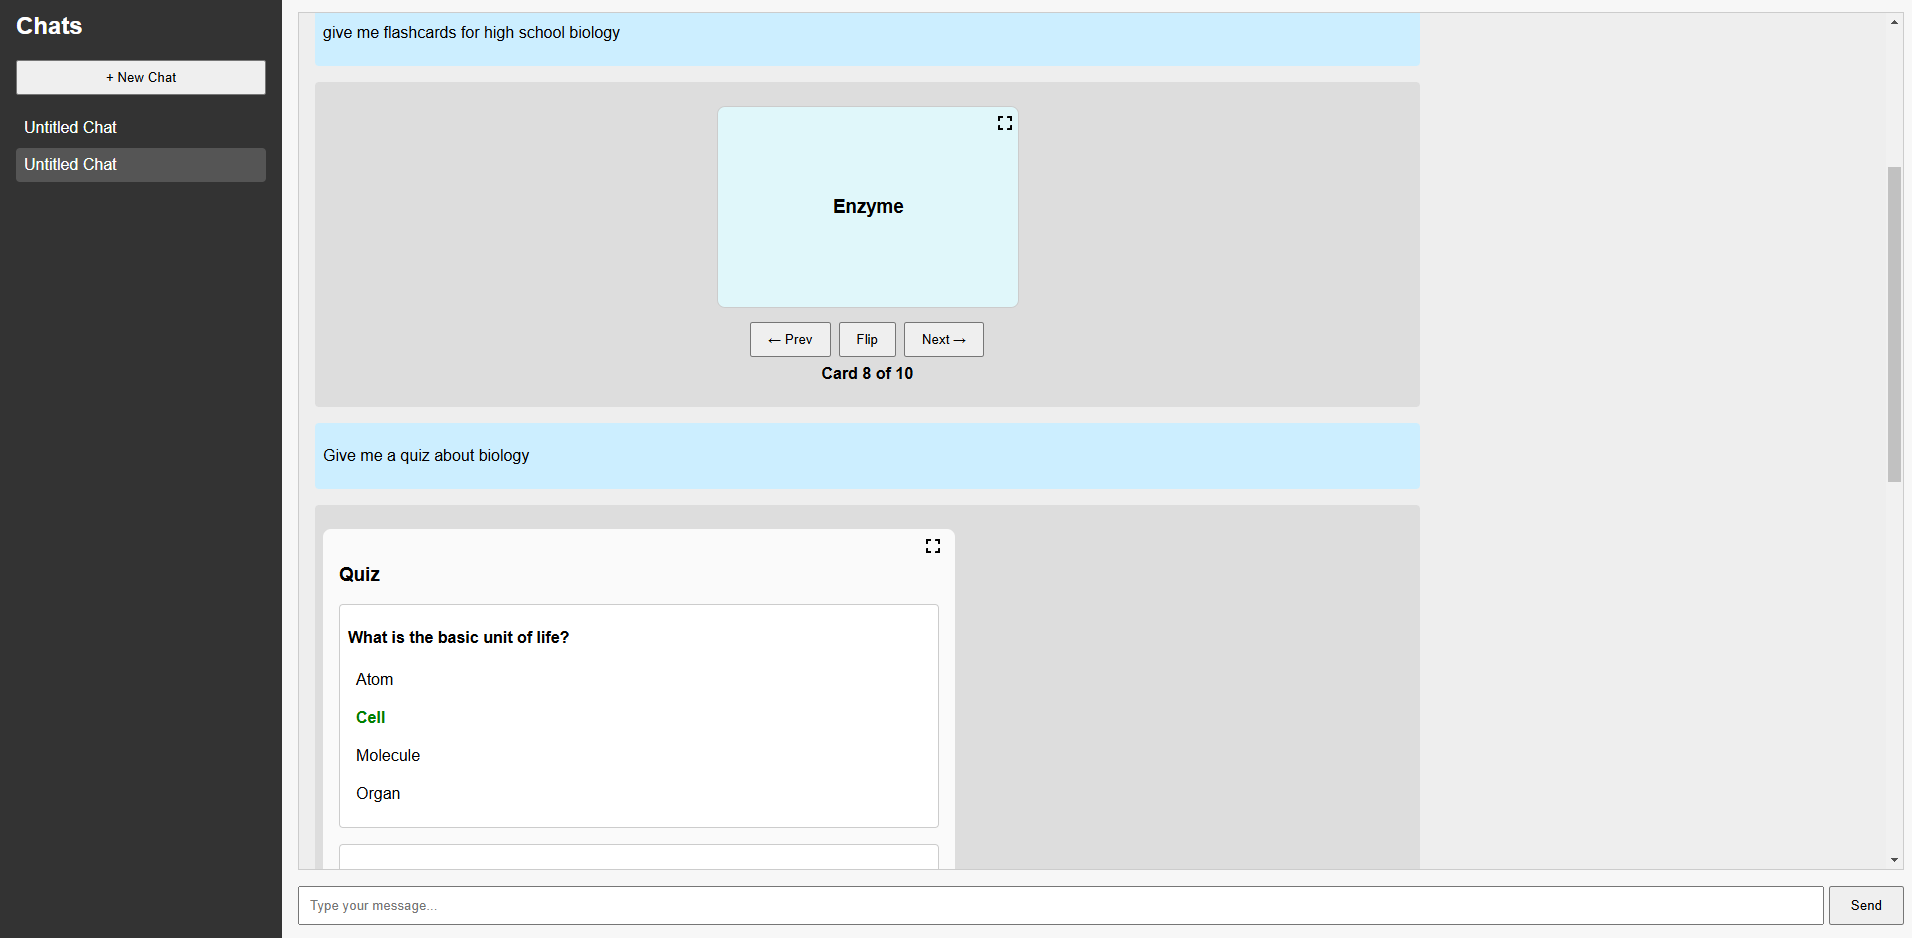 Chats
+ New Chat
Untitled Chat
Untitled Chat
give me flashcards for high school biology
Enzyme
← Prev
Flip
Next →
Card 8 of 10
Give me a quiz about biology
Quiz
What is the basic unit of life?
Atom
Cell
Molecule
Organ
Type your message...
Send